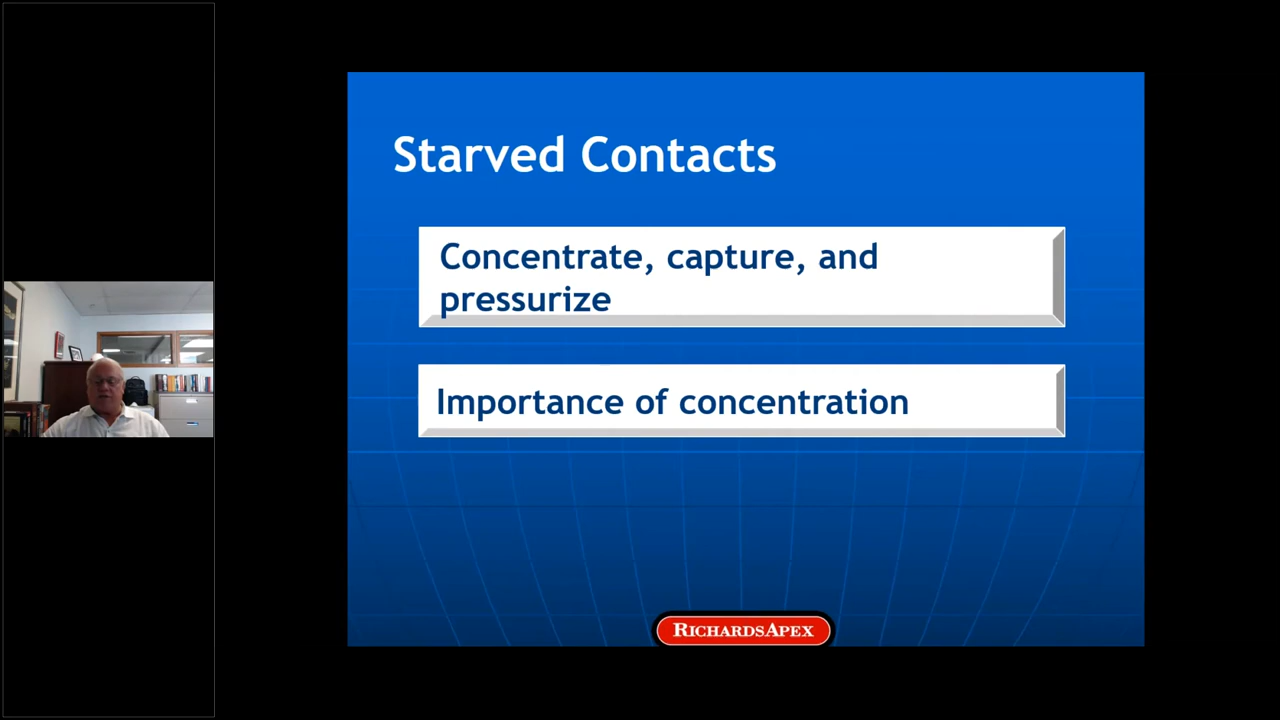 Starved Contacts
Concentrate, capture, and
pressurize
Importance of concentration
RICHARDSAPEX